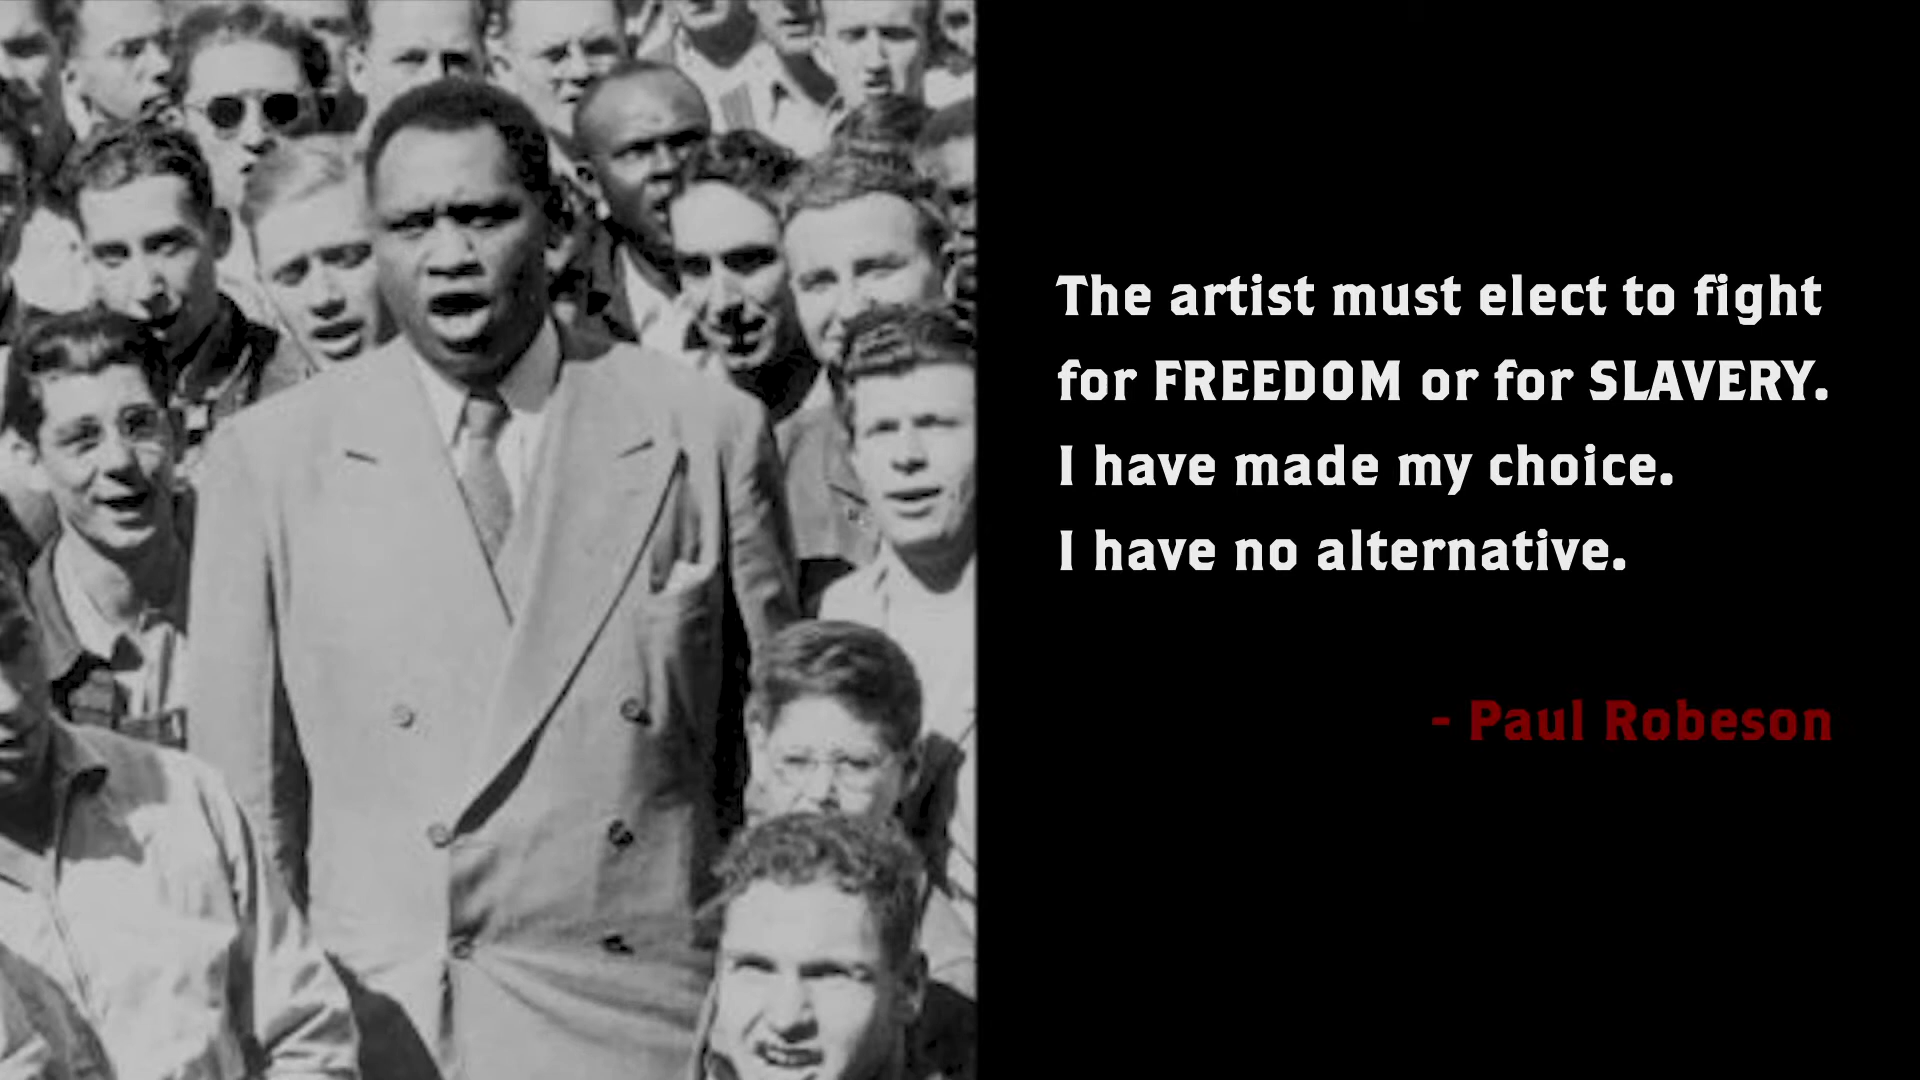 The artist must elect to fight
for FREEDOM or for SLAVERY.
I have made my choice.
I have no alternative.
- Paul Robeson